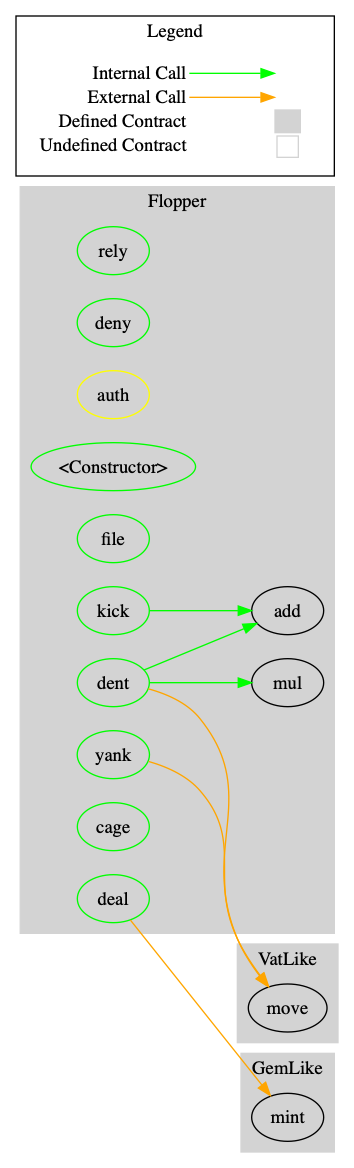 Legend
Internal Call
External Call
Defined Contract
Undefined Contract
Flopper
rely
deny
auth
<Constructor>
file
kick
add
dent
mul
yank
cage
deal
VatLike
move
GemLike
mint